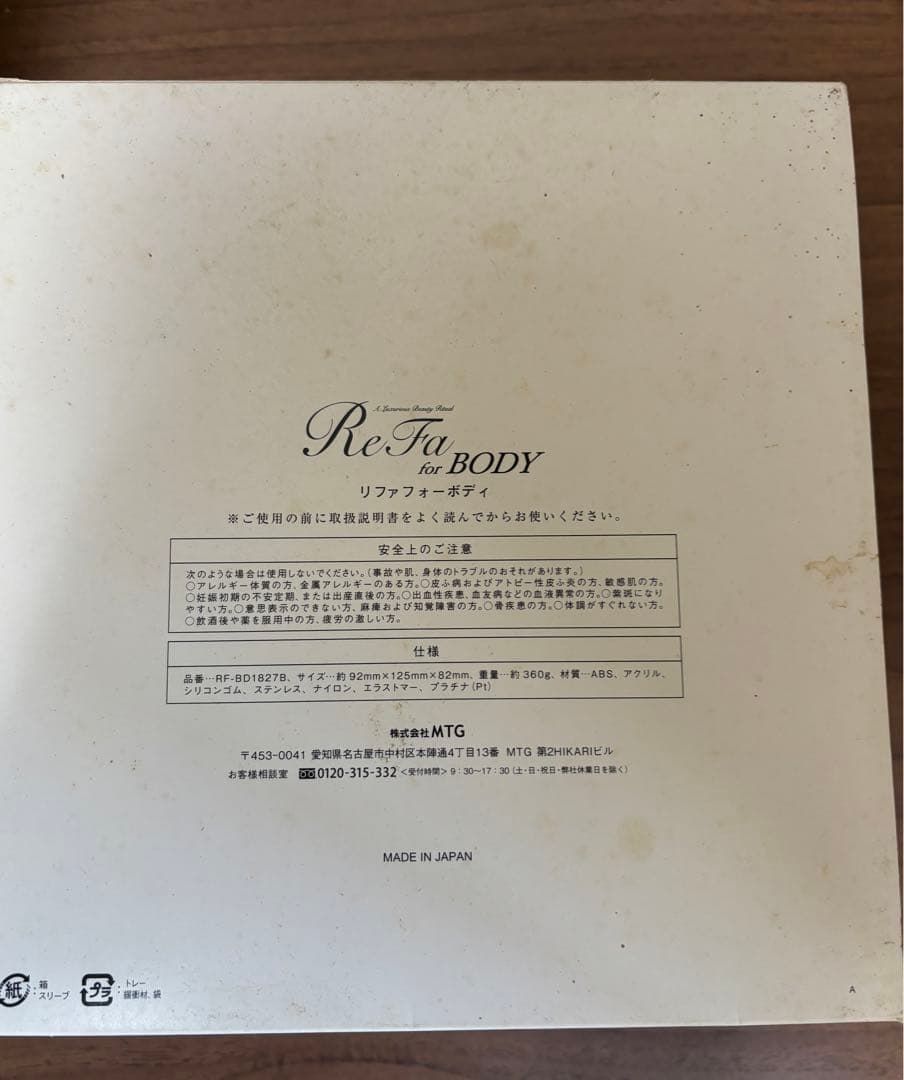 A Luxurious Beauty Ritual
ReFa
for BODY
リファフォーボディ
※ご使用の前に取扱説明書をよく読んでからお使いください。
安全上のご注意
次のような場合は使用しないでください。(事故や肌、身体のトラブルのおそれがあります。)
○アレルギー体質の方、金属アレルギーのある方。○皮ふ病およびアトピー性皮ふ炎の方、敏感肌の方。
○妊娠初期の不安定期、または出産直後の方。○出血性疾患、血友病などの血液異常の方。○紫斑になり
やすい方。○意思表示のできない方、麻痺および知覚障害の方。○骨疾患の方。○体調がすぐれない方。
○飲酒後や薬を服用中の方、疲労の激しい方。
仕様
品番…RF-BD1827B、サイズ…約92mm×125mm×82mm、重量…約360g、材質…ABS、アクリル、
シリコンゴム、ステンレス、ナイロン、エラストマー、プラチナ(Pt)
株式会社MTG
〒453-0041 愛知県名古屋市中村区本陣通4丁目13番 MTG 第2HIKARIビル
お客様相談室 0120-315-332 <受付時間> 9:30～17:30 (土・日・祝日・弊社休業日を除く)
MADE IN JAPAN
紙 : 箱
スリーブ
プラ : トレー
緩衝材、袋
A